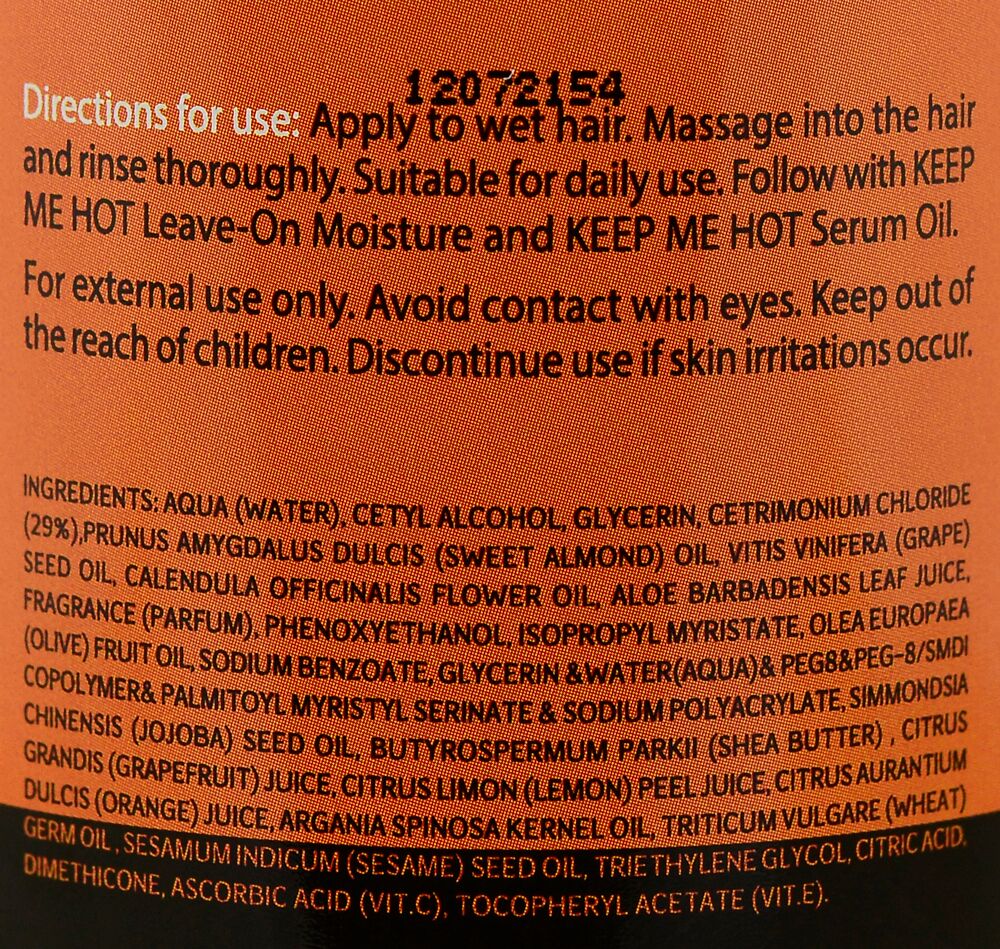 12072154
Directions for use: Apply to wet hair. Massage into the hair
and rinse thoroughly. Suitable for daily use. Follow with KEEP
ME HOT Leave-On Moisture and KEEP ME HOT Serum Oil.
For external use only. Avoid contact with eyes. Keep out of
the reach of children. Discontinue use if skin irritations occur.
INGREDIENTS: AQUA (WATER), CETYL ALCOHOL, GLYCERIN, CETRIMONIUM CHLORIDE
(29%),PRUNUS AMYGDALUS DULCIS (SWEET ALMOND) OIL, VITIS VINIFERA (GRAPE)
SEED OIL, CALENDULA OFFICINALIS FLOWER OIL, ALOE BARBADENSIS LEAF JUICE,
FRAGRANCE (PARFUM), PHENOXYETHANOL, ISOPROPYL MYRISTATE, OLEA EUROPAEA
(OLIVE) FRUIT OIL, SODIUM BENZOATE, GLYCERIN &WATER(AQUA)& PEG8&PEG-8/SMDI
COPOLYMER& PALMITOYL MYRISTYL SERINATE & SODIUM POLYACRYLATE, SIMMONDSIA
CHINENSIS (JOJOBA) SEED OIL, BUTYROSPERMUM PARKII (SHEA BUTTER) , CITRUS
GRANDIS (GRAPEFRUIT) JUICE, CITRUS LIMON (LEMON) PEEL JUICE, CITRUS AURANTIUM
DULCIS (ORANGE) JUICE, ARGANIA SPINOSA KERNEL OIL, TRITICUM VULGARE (WHEAT)
GERM OIL , SESAMUM INDICUM (SESAME) SEED OIL, TRIETHYLENE GLYCOL, CITRIC ACID,
DIMETHICONE, ASCORBIC ACID (VIT.C), TOCOPHERYL ACETATE (VIT.E).